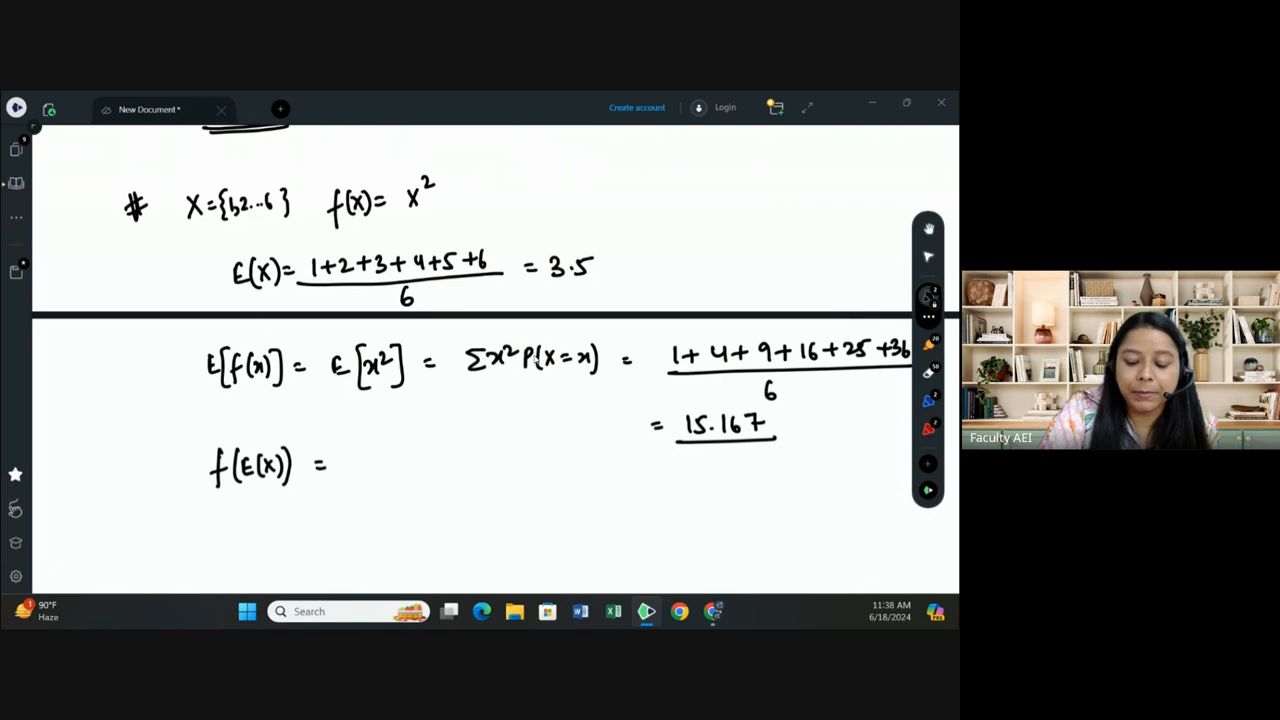 New Document*
Create account
Login
# X={1,2...6} f(x)= x²
E(X)= 1+2+3+4+5+6 / 6 = 3.5
E[f(x)] = E[x²] = Σx² P(X=x) = 1+4+9+16+25+36 / 6
= 15.167
f(E(X)) =
Faculty AEI
90°F
Haze
Search
11:38 AM
6/18/2024